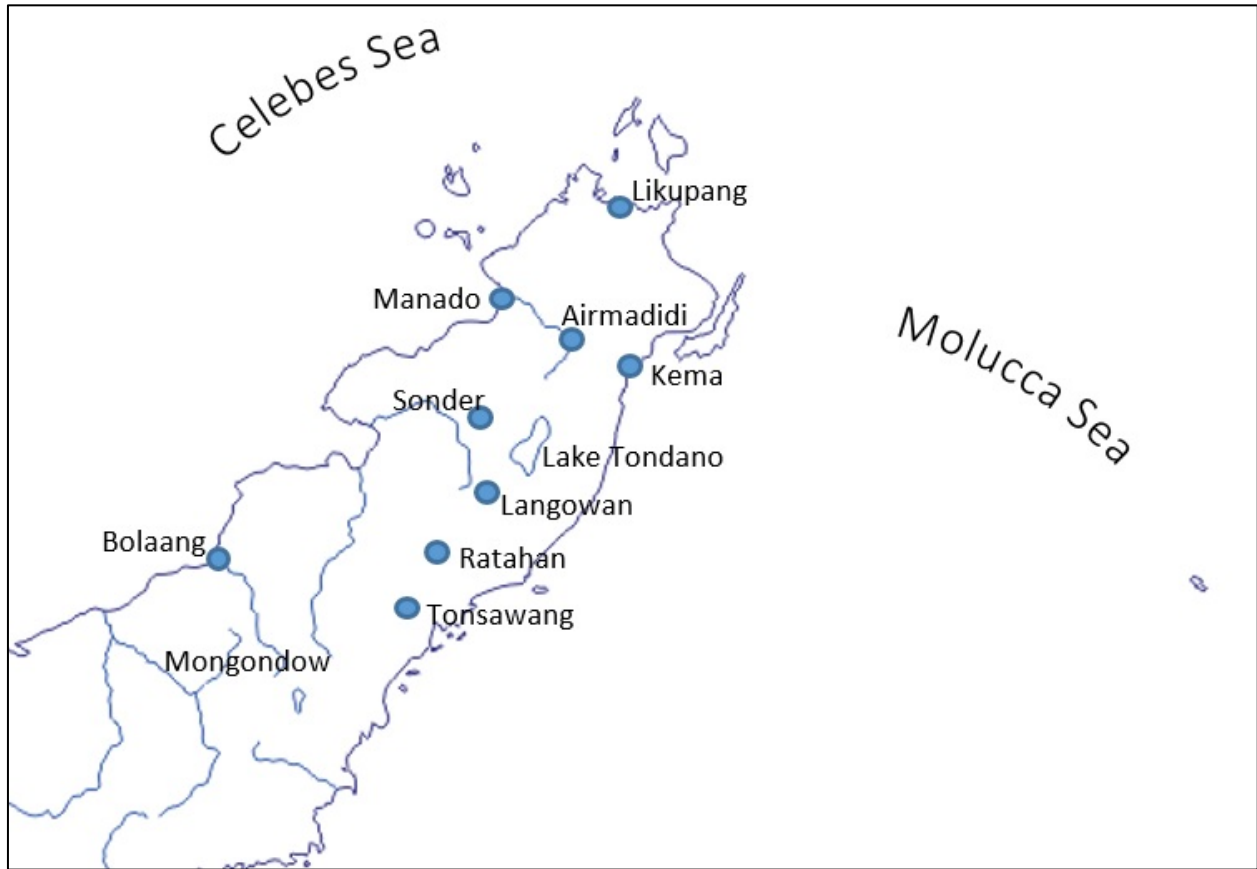 Celebes Sea
Likupang
Manado
Airmadidi
Molucca Sea
Kema
Sonder
Lake Tondano
Langowan
Bolaang
Ratahan
Tonsawang
Mongondow